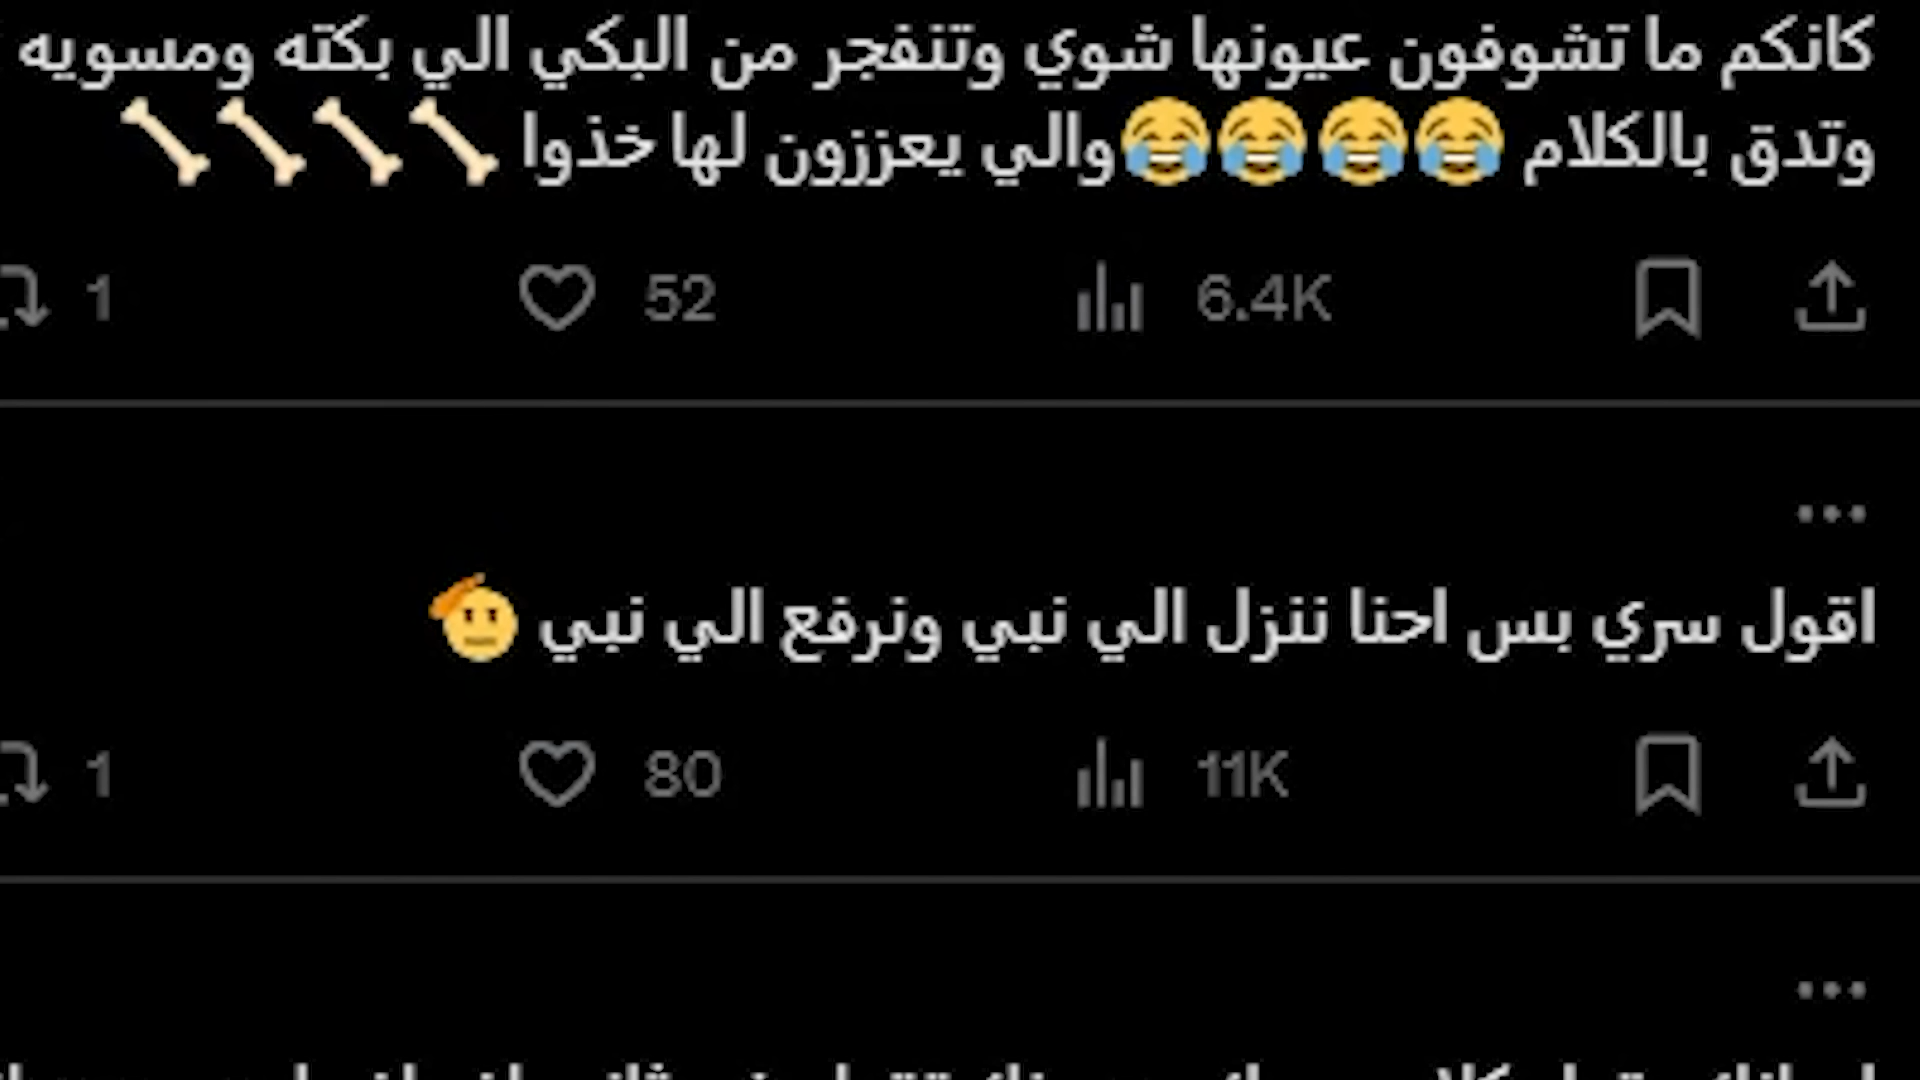 كانكم ما تشوفون عيونها شوي وتنفجر من البكي الي بكته ومسويه
وتدق بالكلام 😂😂😂😂والي يعززون لها خذوا 🦴🦴🦴🦴
1 52 6.4K
اقول سري بس احنا ننزل الي نبي ونرفع الي نبي 🫡
1 80 11K